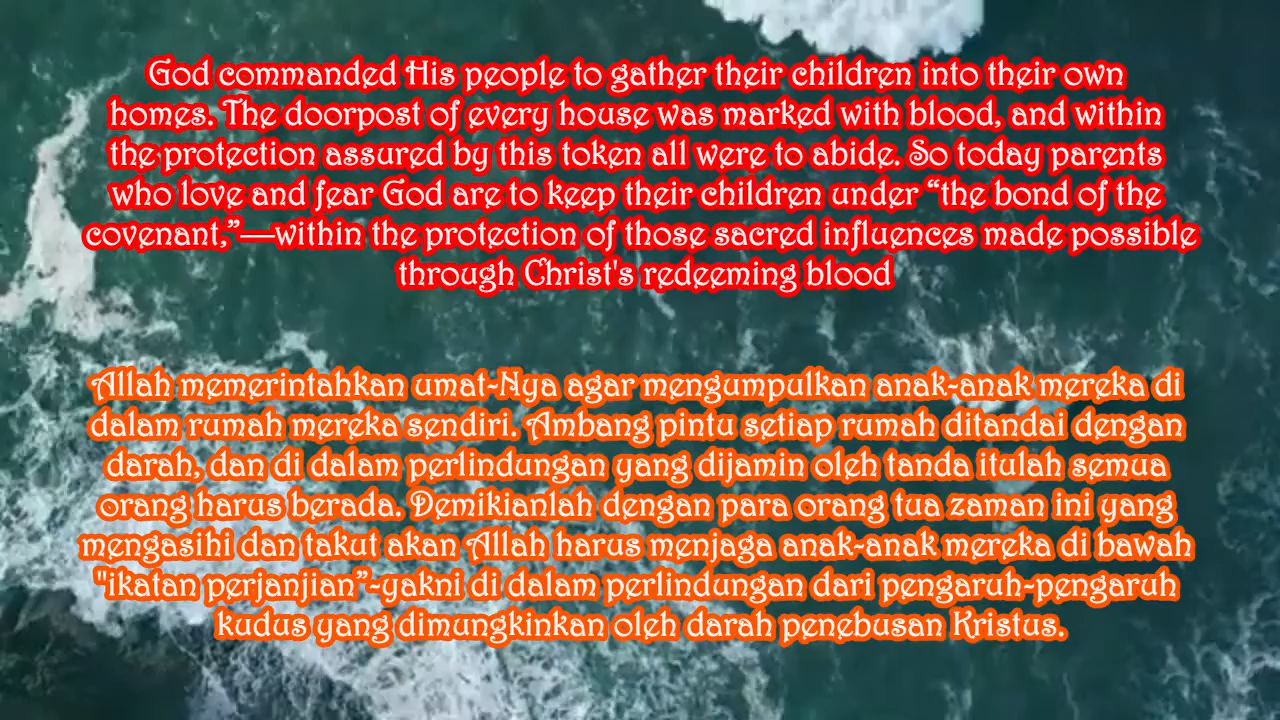 God commanded His people to gather their children into their own
homes. The doorpost of every house was marked with blood, and within
the protection assured by this token all were to abide. So today parents
who love and fear God are to keep their children under “the bond of the
covenant,”—within the protection of those sacred influences made possible
through Christ's redeeming blood
Allah memerintahkan umat-Nya agar mengumpulkan anak-anak mereka di
dalam rumah mereka sendiri. Ambang pintu setiap rumah ditandai dengan
darah, dan di dalam perlindungan yang dijamin oleh tanda itulah semua
orang harus berada. Demikianlah dengan para orang tua zaman ini yang
mengasihi dan takut akan Allah harus menjaga anak-anak mereka di bawah
"ikatan perjanjian”-yakni di dalam perlindungan dari pengaruh-pengaruh
kudus yang dimungkinkan oleh darah penebusan Kristus.